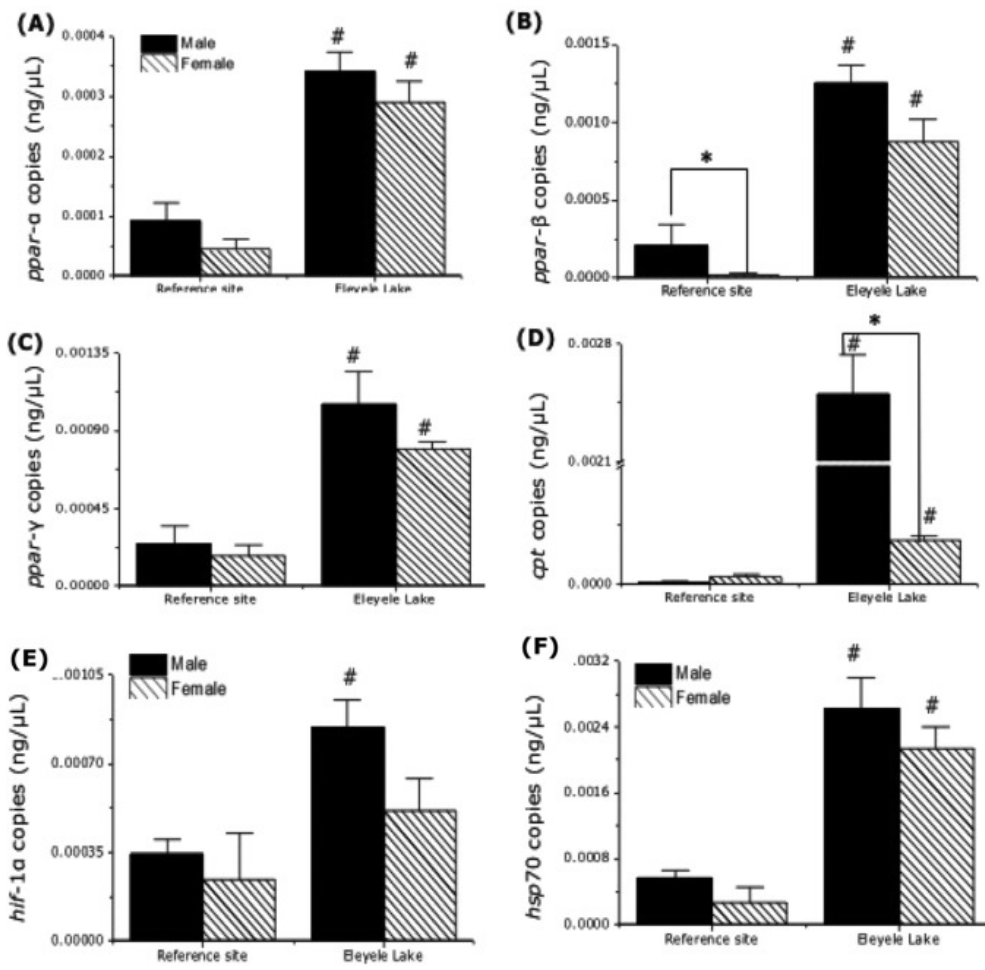 (A)
0.0004
0.0003
0.0002
0.0001
0.0000
ppar-α copies (ng/μL)
Male
Female
#
#
Reference site
Eleyele Lake
(B)
0.0015
0.0010
0.0005
0.0000
ppar-β copies (ng/μL)
*
#
#
Reference site
Eleyele Lake
(C)
0.00135
0.00090
0.00045
0.00000
ppar-γ copies (ng/μL)
#
#
Reference site
Eleyele Lake
(D)
0.0028
0.0021
0.0000
cpt copies (ng/μL)
*
#
#
Reference site
Eleyele Lake
(E)
.00105
0.00070
0.00035
0.00000
hif-1α copies (ng/μL)
Male
Female
#
Reference site
Eleyele Lake
(F)
0.0032
0.0024
0.0016
0.0008
0.0000
hsp70 copies (ng/μL)
Male
Female
#
#
Reference site
Eleyele Lake